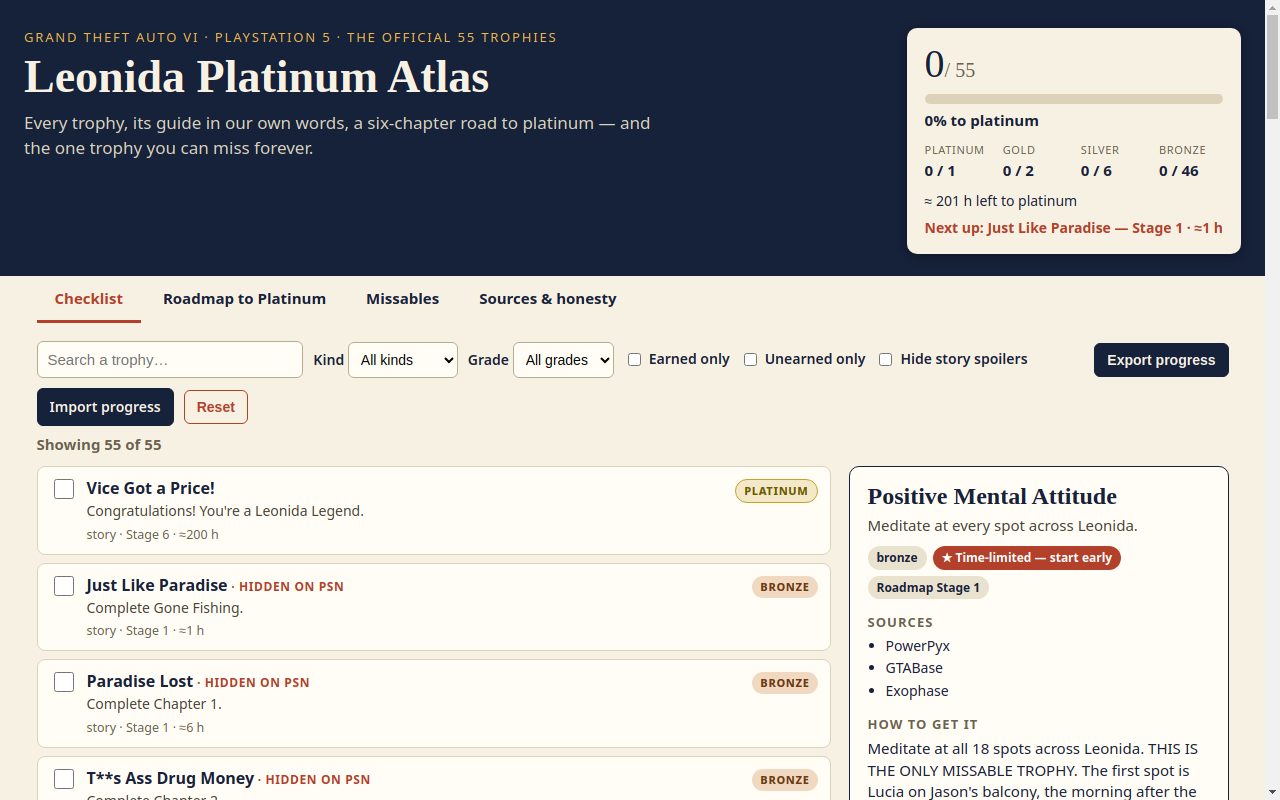 GRAND THEFT AUTO VI · PLAYSTATION 5 · THE OFFICIAL 55 TROPHIES
Leonida Platinum Atlas
Every trophy, its guide in our own words, a six-chapter road to platinum — and
the one trophy you can miss forever.
0/ 55
0% to platinum
PLATINUM GOLD SILVER BRONZE
0 / 1 0 / 2 0 / 6 0 / 46
≈ 201 h left to platinum
Next up: Just Like Paradise — Stage 1 · ≈1 h
Checklist Roadmap to Platinum Missables Sources & honesty
Search a trophy… Kind All kinds Grade All grades Earned only Unearned only Hide story spoilers Export progress
Import progress Reset
Showing 55 of 55
Vice Got a Price! PLATINUM
Congratulations! You're a Leonida Legend.
story · Stage 6 · ≈200 h
Just Like Paradise · HIDDEN ON PSN BRONZE
Complete Gone Fishing.
story · Stage 1 · ≈1 h
Paradise Lost · HIDDEN ON PSN BRONZE
Complete Chapter 1.
story · Stage 1 · ≈6 h
T**s Ass Drug Money · HIDDEN ON PSN BRONZE
Complete Chapter 2.
Positive Mental Attitude
Meditate at every spot across Leonida.
bronze ★ Time-limited — start early
Roadmap Stage 1
SOURCES
• PowerPyx
• GTABase
• Exophase
HOW TO GET IT
Meditate at all 18 spots across Leonida. THIS IS
THE ONLY MISSABLE TROPHY. The first spot is
Lucia on Jason's balcony, the morning after the